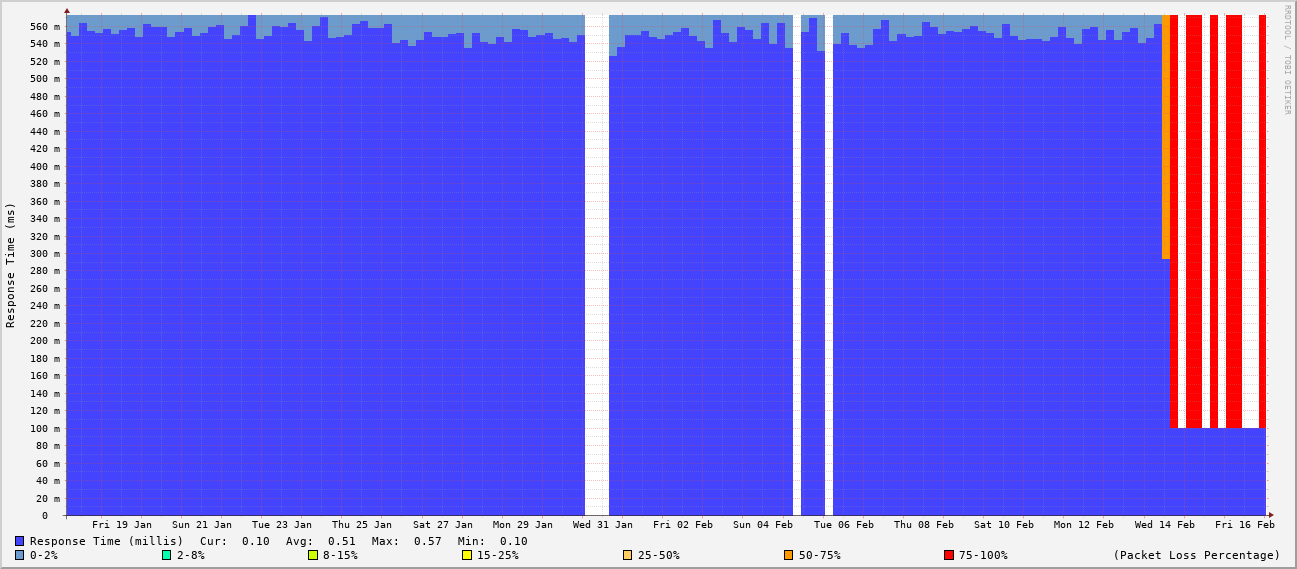 RRDTOOL / TOBI OETIKER
Response Time (ms)
560 m
540 m
520 m
500 m
480 m
460 m
440 m
420 m
400 m
380 m
360 m
340 m
320 m
300 m
280 m
260 m
240 m
220 m
200 m
180 m
160 m
140 m
120 m
100 m
80 m
60 m
40 m
20 m
0
Fri 19 Jan Sun 21 Jan Tue 23 Jan Thu 25 Jan Sat 27 Jan Mon 29 Jan Wed 31 Jan Fri 02 Feb Sun 04 Feb Tue 06 Feb Thu 08 Feb Sat 10 Feb Mon 12 Feb Wed 14 Feb Fri 16 Feb
Response Time (millis) Cur: 0.10 Avg: 0.51 Max: 0.57 Min: 0.10
0-2% 2-8% 8-15% 15-25% 25-50% 50-75% 75-100% (Packet Loss Percentage)